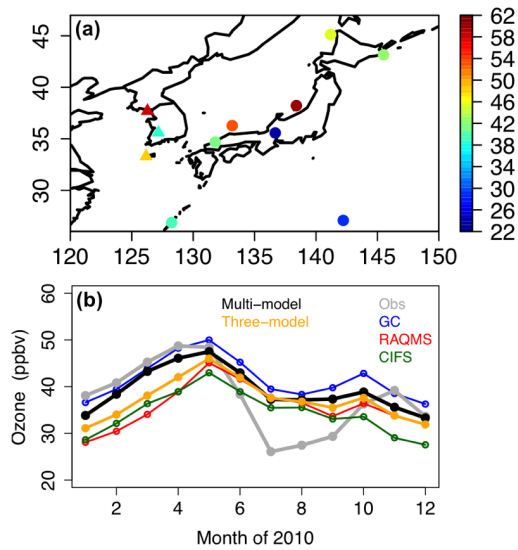 (a)
45
40
35
30
120 125 130 135 140 145 150
62
58
54
50
46
42
38
34
30
26
22
(b)
Multi−model
Three−model
Obs
GC
RAQMS
CIFS
60
50
40
30
20
Ozone (ppbv)
2 4 6 8 10 12
Month of 2010